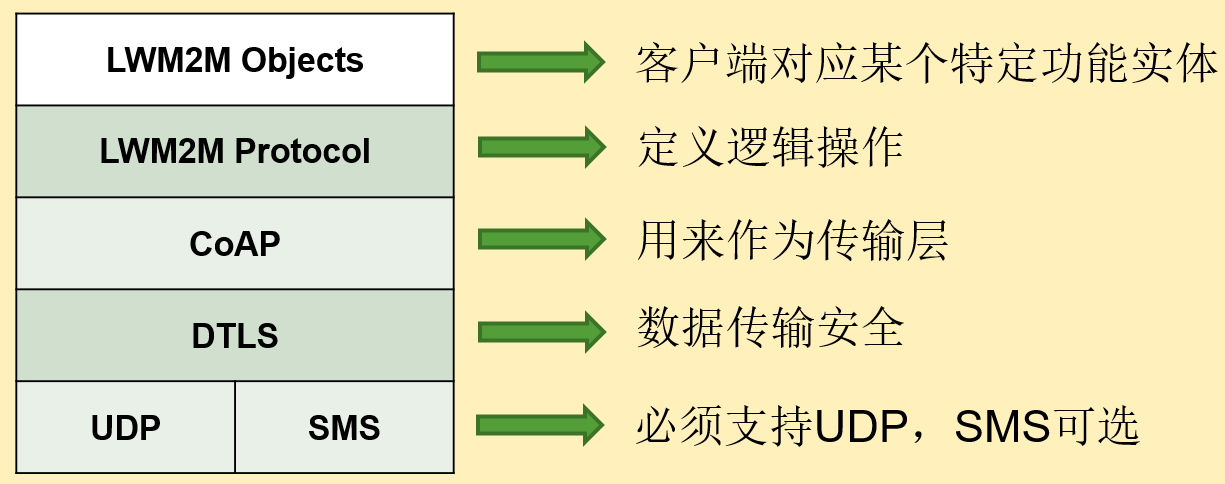 LWM2M Objects
客户端对应某个特定功能实体
LWM2M Protocol
定义逻辑操作
CoAP
用来作为传输层
DTLS
数据传输安全
UDP
SMS
必须支持UDP，SMS可选